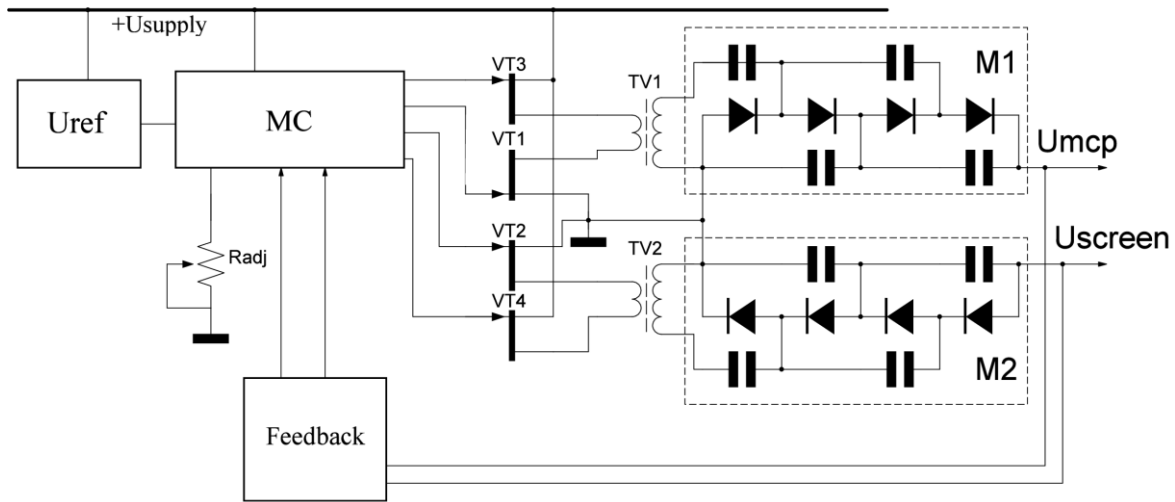 +Usupply
Uref
MC
VT3
VT1
VT2
VT4
TV1
TV2
M1
Umcp
Uscreen
M2
Radj
Feedback